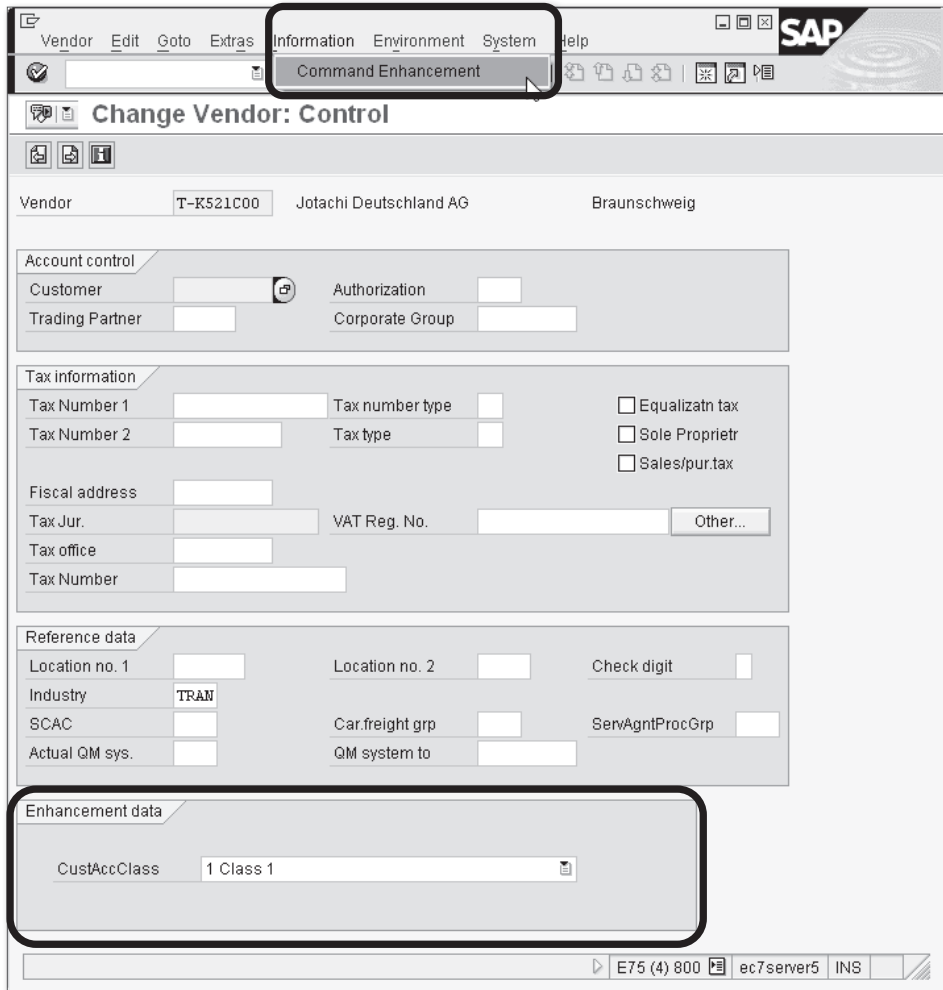 Vendor Edit Goto Extras Information Environment System Help
SAP
Command Enhancement
Change Vendor: Control
Vendor T-K521C00 Jotachi Deutschland AG Braunschweig
Account control
Customer Authorization
Trading Partner Corporate Group
Tax information
Tax Number 1 Tax number type Equalizatn tax
Tax Number 2 Tax type Sole Proprietr
Sales/pur.tax
Fiscal address
Tax Jur. VAT Reg. No. Other...
Tax office
Tax Number
Reference data
Location no. 1 Location no. 2 Check digit
Industry TRAN
SCAC Car.freight grp ServAgntProcGrp
Actual QM sys. QM system to
Enhancement data
CustAccClass 1 Class 1
E75 (4) 800 ec7server5 INS